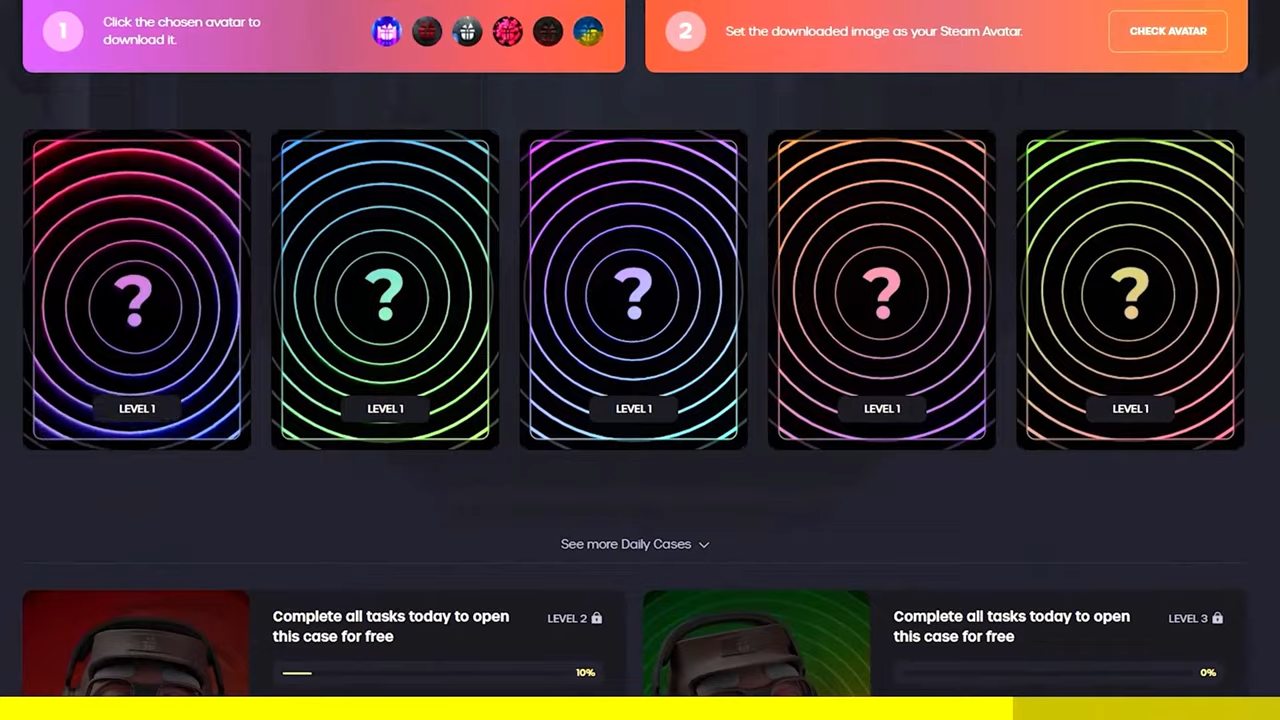 1
Click the chosen avatar to
download it.
2
Set the downloaded image as your Steam Avatar.
CHECK AVATAR
?
?
?
?
?
LEVEL 1
LEVEL 1
LEVEL 1
LEVEL 1
LEVEL 1
See more Daily Cases
Complete all tasks today to open
this case for free
LEVEL 2
10%
Complete all tasks today to open
this case for free
LEVEL 3
0%